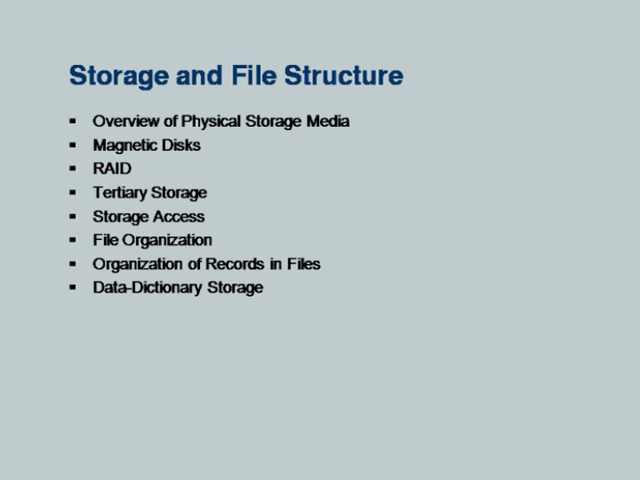 Storage and File Structure
▪ Overview of Physical Storage Media
▪ Magnetic Disks
▪ RAID
▪ Tertiary Storage
▪ Storage Access
▪ File Organization
▪ Organization of Records in Files
▪ Data-Dictionary Storage